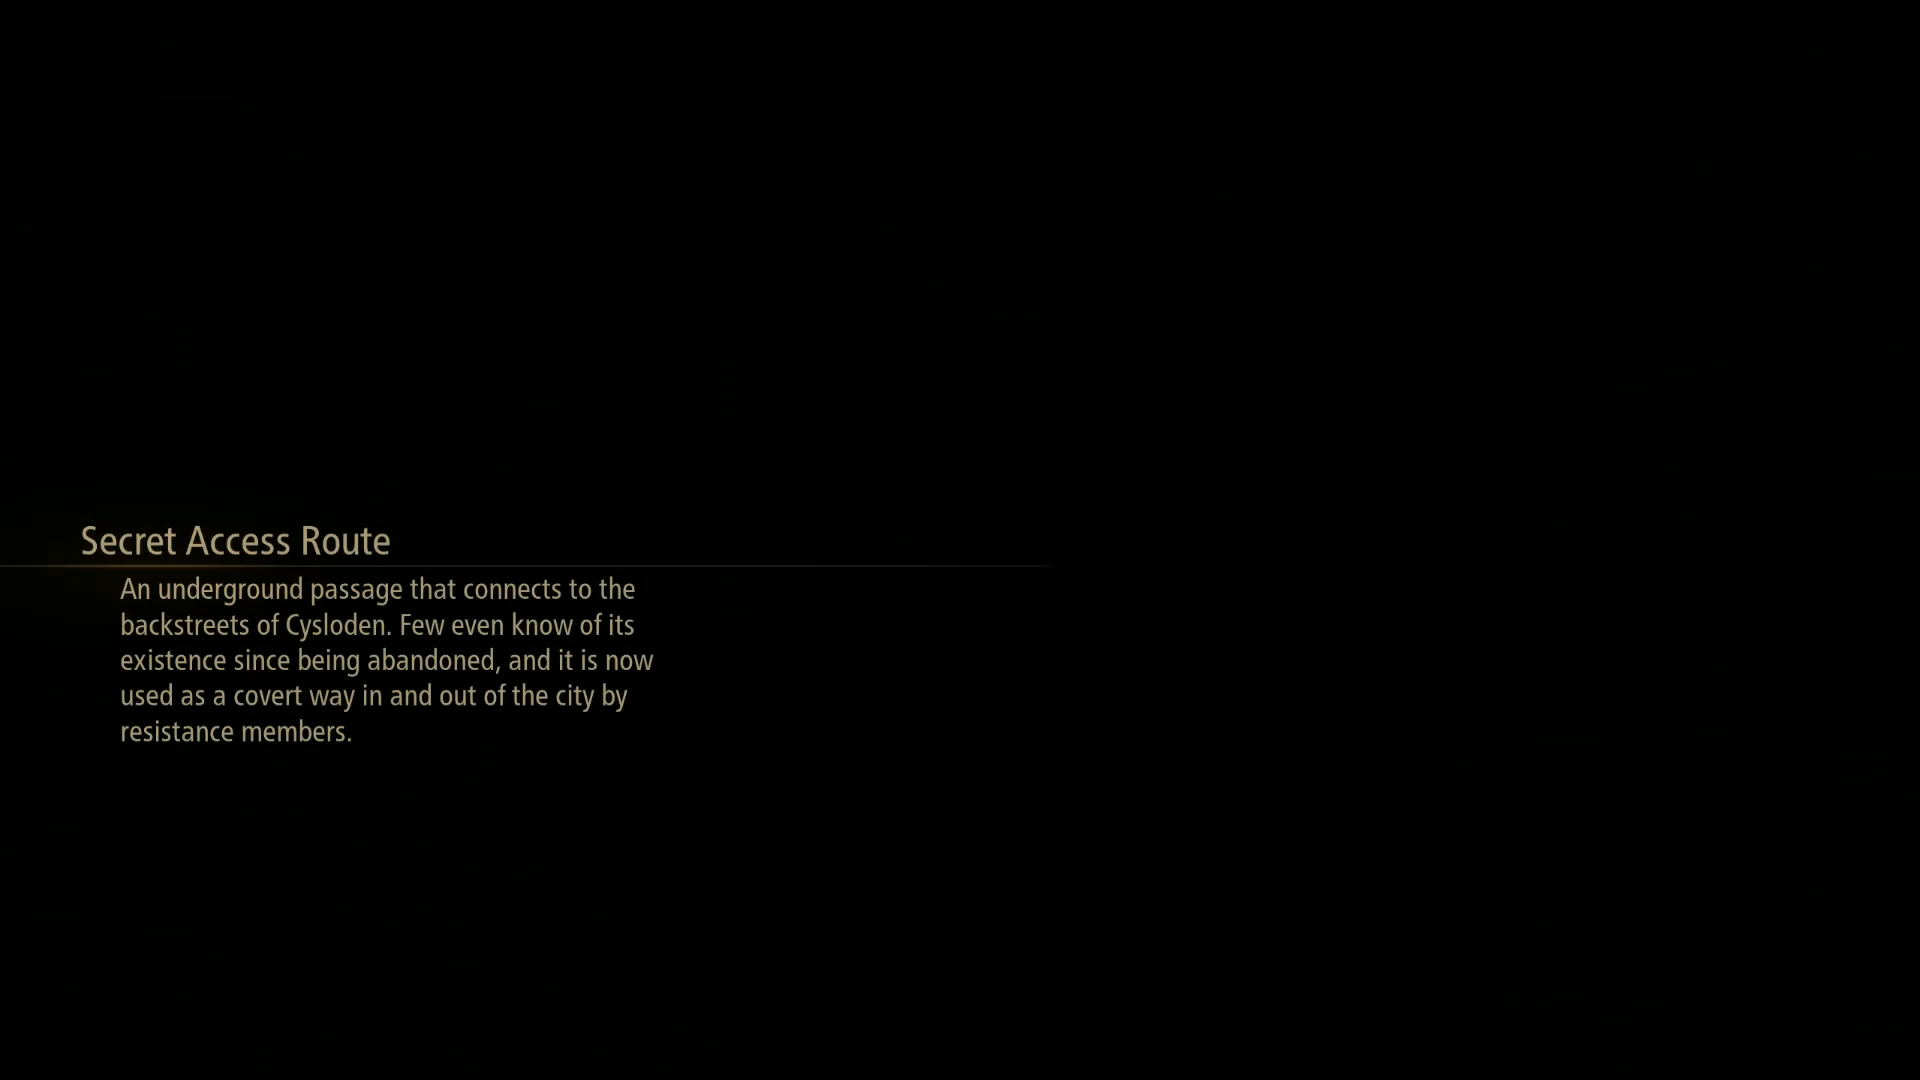 Secret Access Route
An underground passage that connects to the
backstreets of Cysloden. Few even know of its
existence since being abandoned, and it is now
used as a covert way in and out of the city by
resistance members.